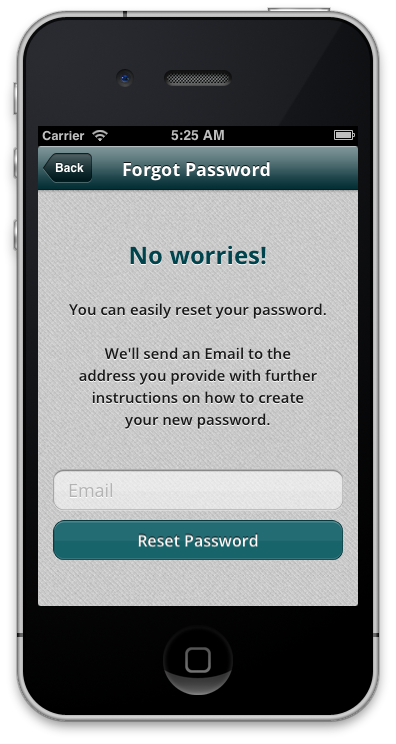 Carrier 5:25 AM
Back Forgot Password
No worries!
You can easily reset your password.
We'll send an Email to the
address you provide with further
instructions on how to create
your new password.
Email
Reset Password